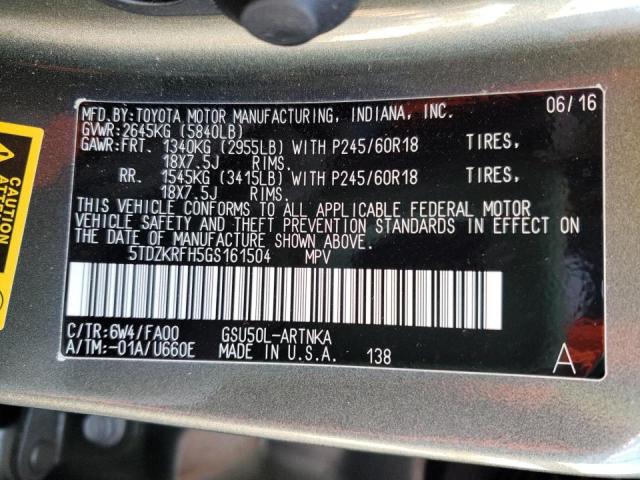 MFD. BY: TOYOTA MOTOR MANUFACTURING, INDIANA, INC. 06/16
GVWR: 2645KG (5840LB)
GAWR: FRT. 1340KG (2955LB) WITH P245/60R18 TIRES,
18X7.5J RIMS.
RR. 1545KG (3415LB) WITH P245/60R18 TIRES,
18X7.5J RIMS.
THIS VEHICLE CONFORMS TO ALL APPLICABLE FEDERAL MOTOR
VEHICLE SAFETY AND THEFT PREVENTION STANDARDS IN EFFECT ON
THE DATE OF MANUFACTURE SHOWN ABOVE.
5TDZKRFH5GS161504 MPV
C/TR: 6W4/FA00 GSU50L-ARTNKA
A/TM: -01A/U660E MADE IN U.S.A. 138 A
CAUTION